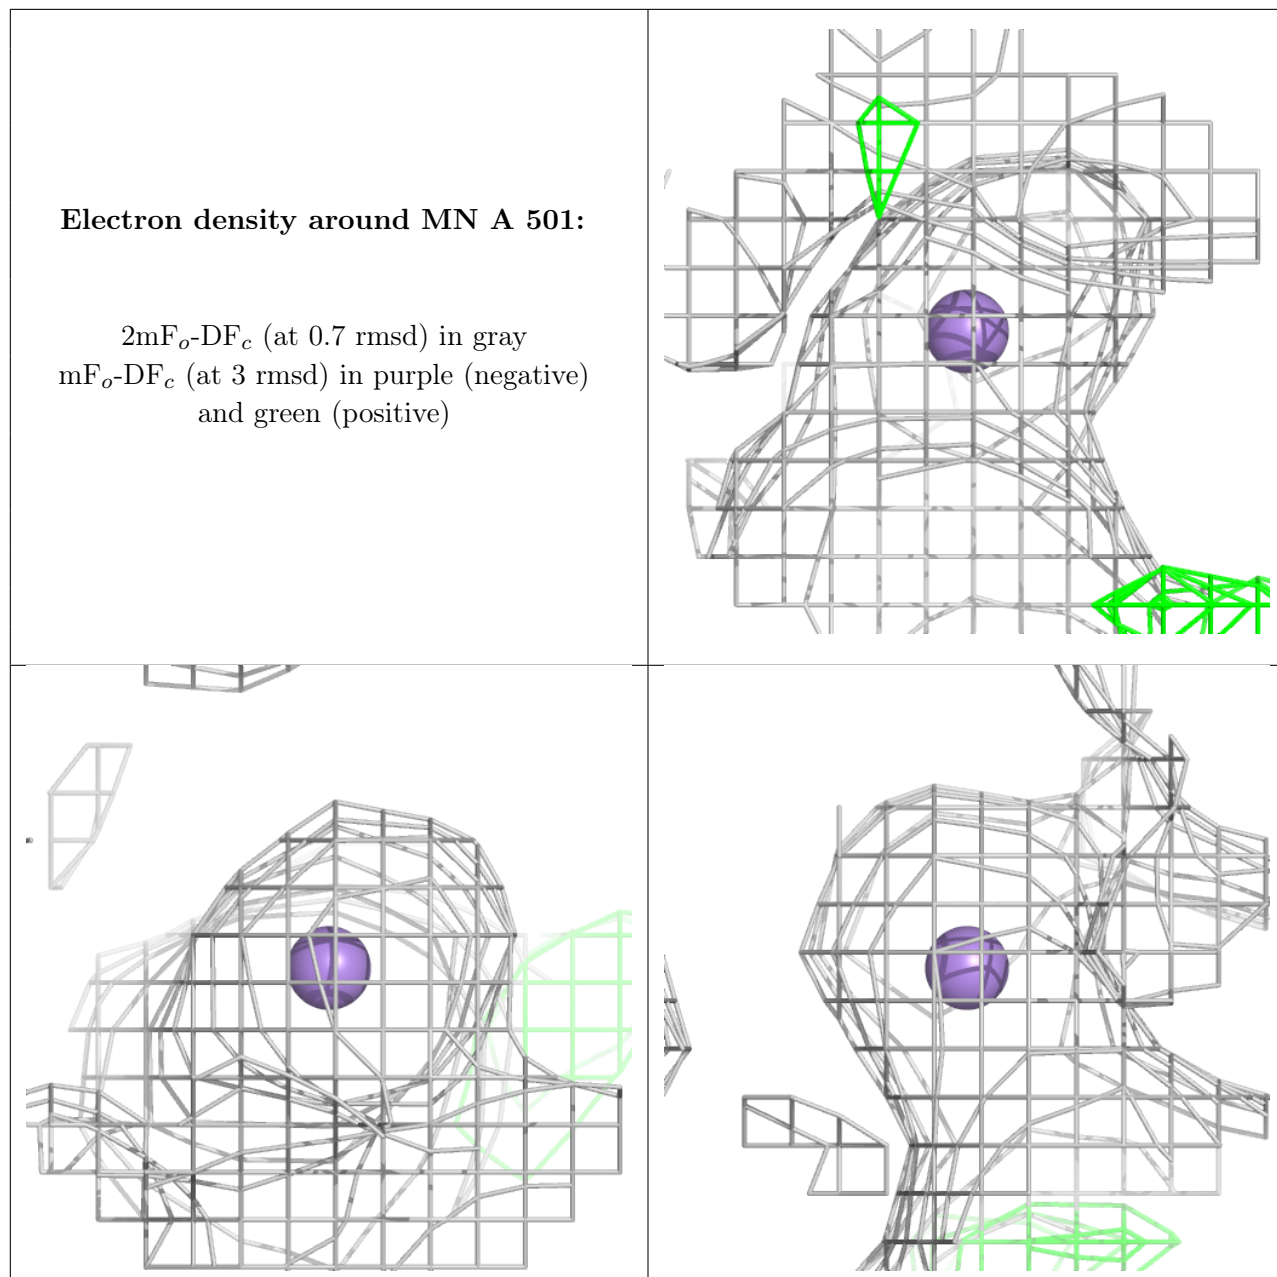 Electron density around MN A 501:
2mFo-DFc (at 0.7 rmsd) in gray
mFo-DFc (at 3 rmsd) in purple (negative)
and green (positive)